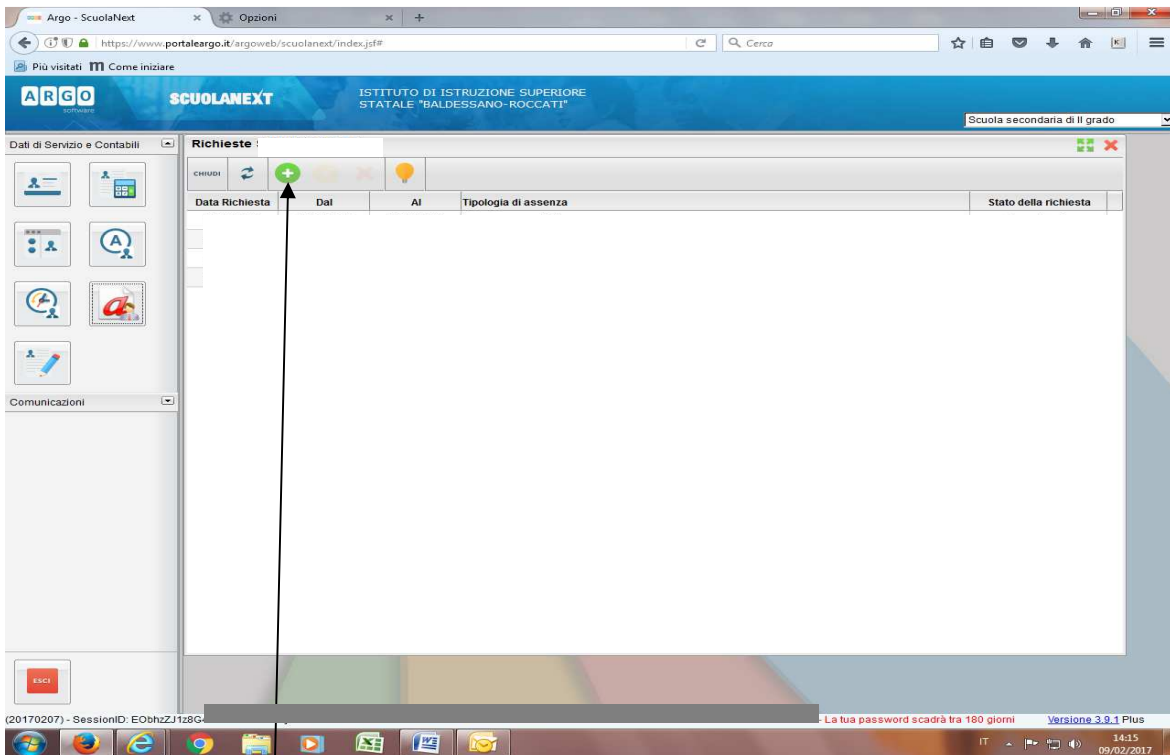 Argo - ScuolaNext
Opzioni
https://www.portaleargo.it/argoweb/scuolanext/index.jsf#
Cerca
Più visitati
Come iniziare
ARGO
software
SCUOLANEXT
ISTITUTO DI ISTRUZIONE SUPERIORE
STATALE "BALDESSANO-ROCCATI"
Scuola secondaria di II grado
Dati di Servizio e Contabili
Richieste
CHIUDI
Data Richiesta Dal Al Tipologia di assenza Stato della richiesta
Comunicazioni
ESCI
(20170207) - SessionID: EObhzZJ1z8G
- La tua password scadrà tra 180 giorni
Versione 3.9.1 Plus
IT
14:15
09/02/2017